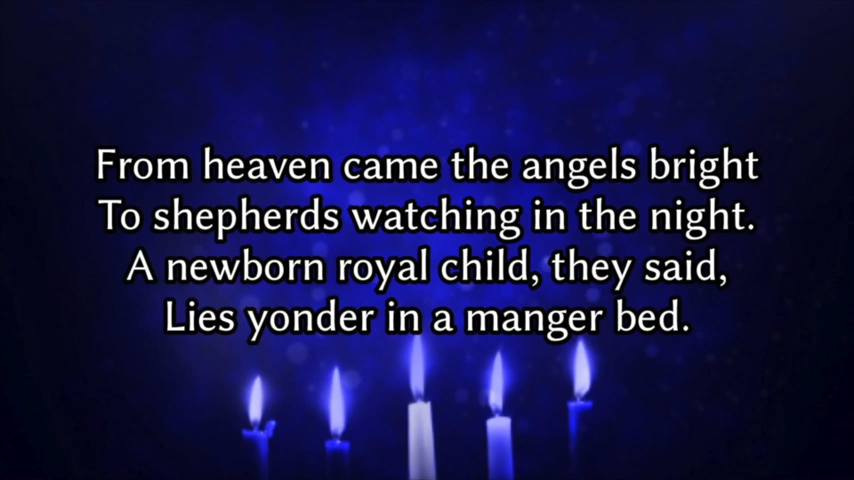 From heaven came the angels bright
To shepherds watching in the night.
A newborn royal child, they said,
Lies yonder in a manger bed.